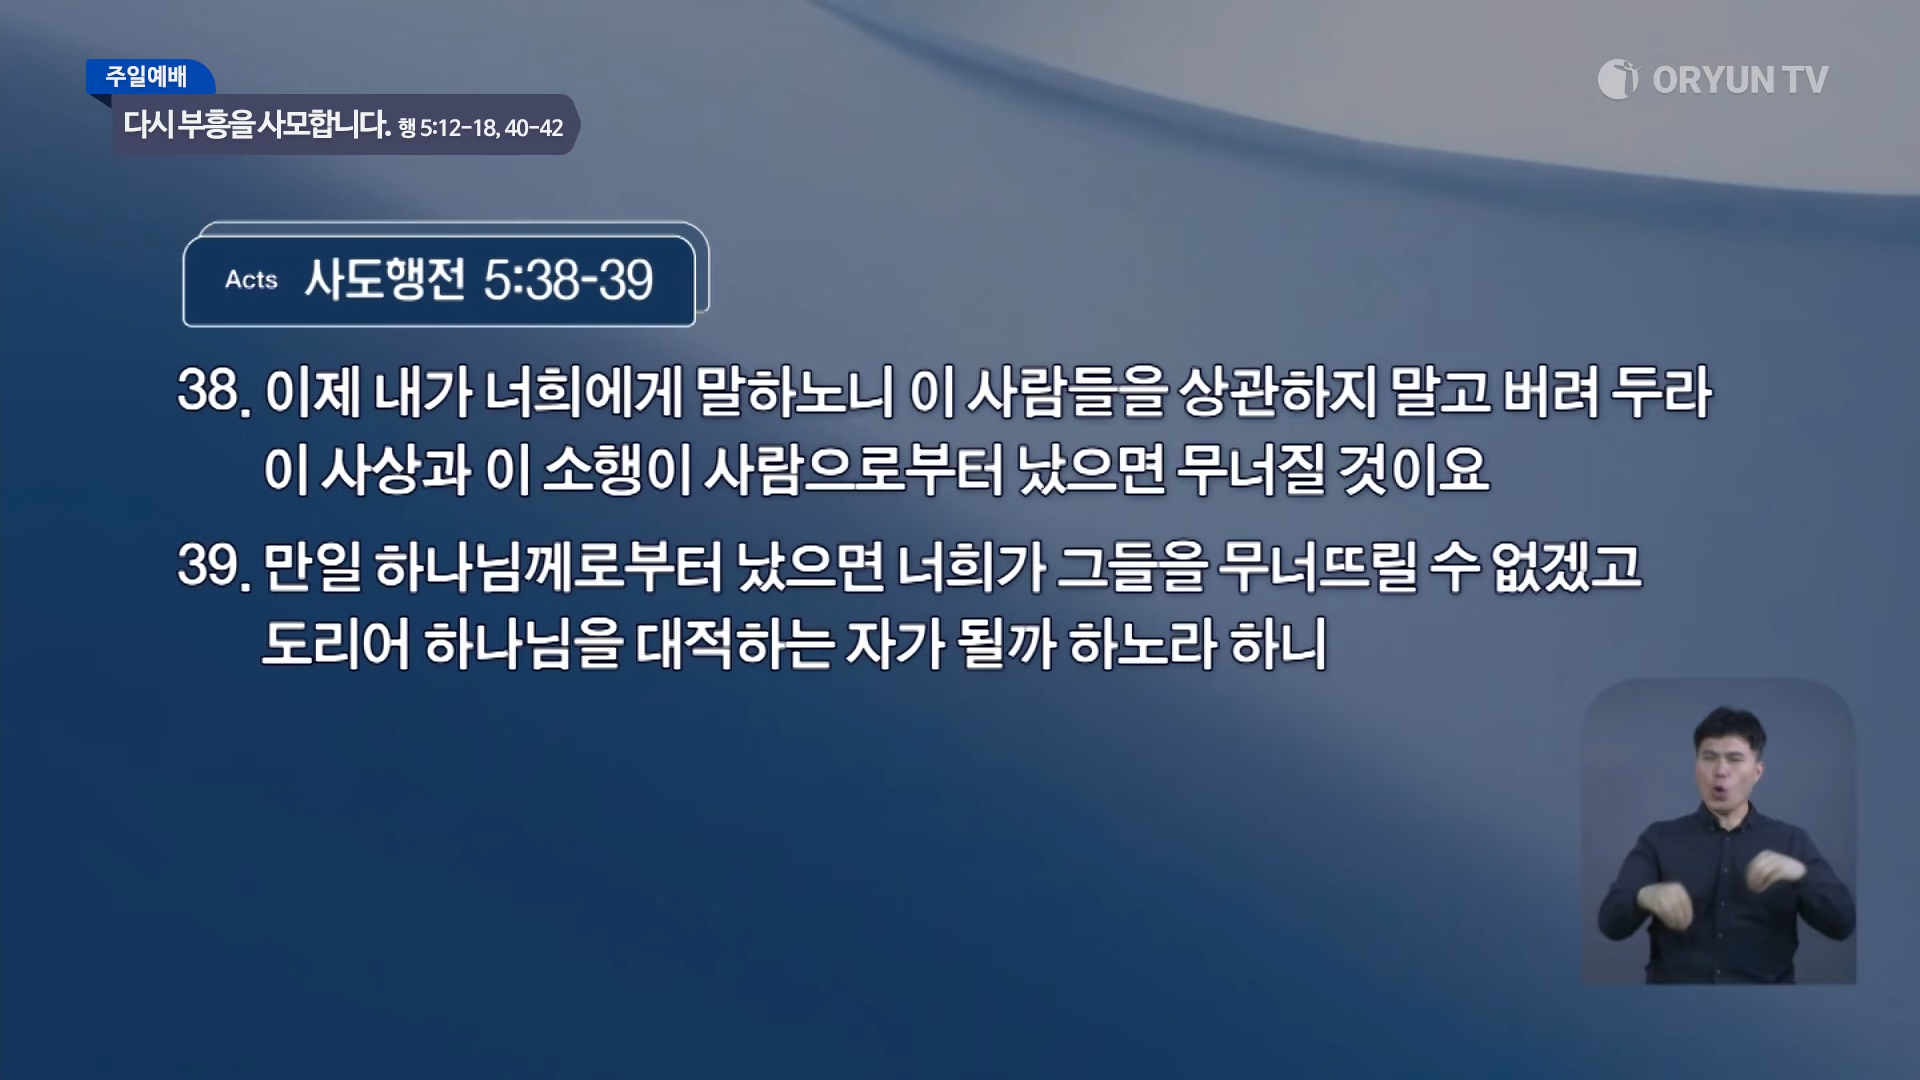 주일예배
다시 부흥을 사모합니다. 행 5:12-18, 40-42
ORYUN TV
Acts 사도행전 5:38-39
38. 이제 내가 너희에게 말하노니 이 사람들을 상관하지 말고 버려 두라
이 사상과 이 소행이 사람으로부터 났으면 무너질 것이요
39. 만일 하나님께로부터 났으면 너희가 그들을 무너뜨릴 수 없겠고
도리어 하나님을 대적하는 자가 될까 하노라 하니